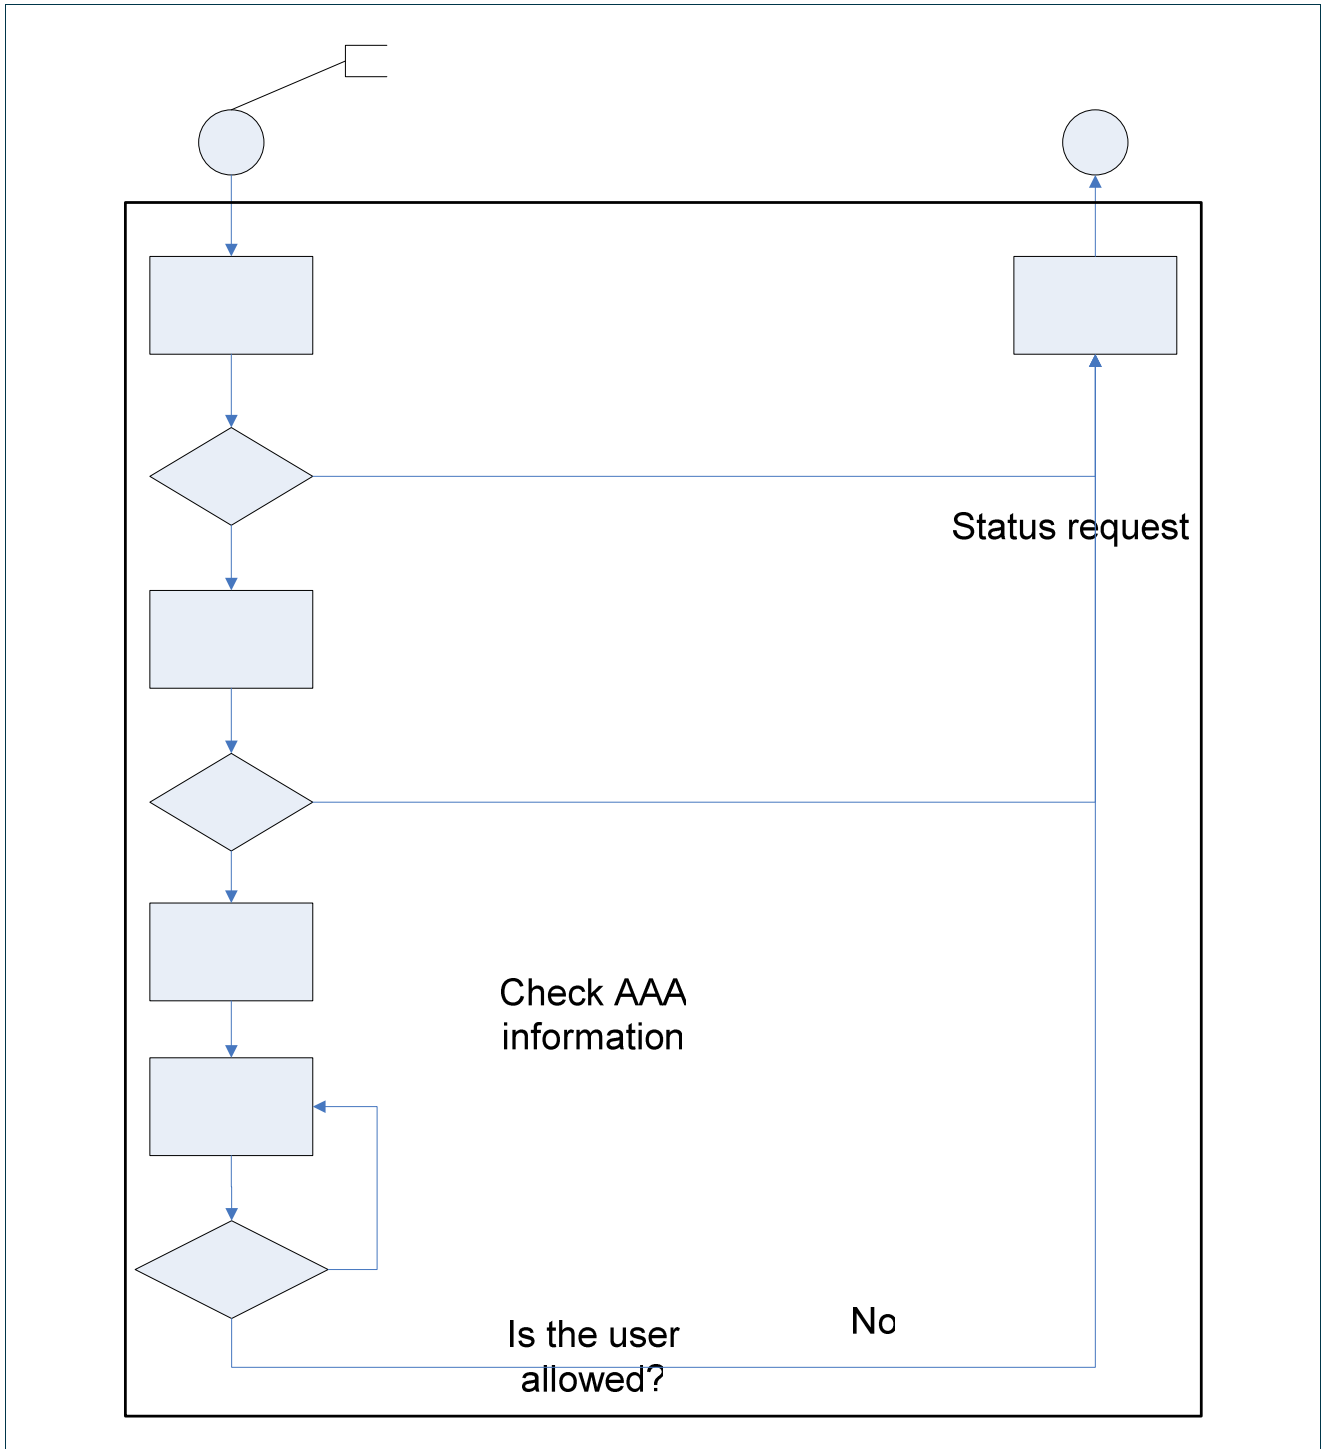 Status request
Check AAA
information
Is the user
allowed?
No